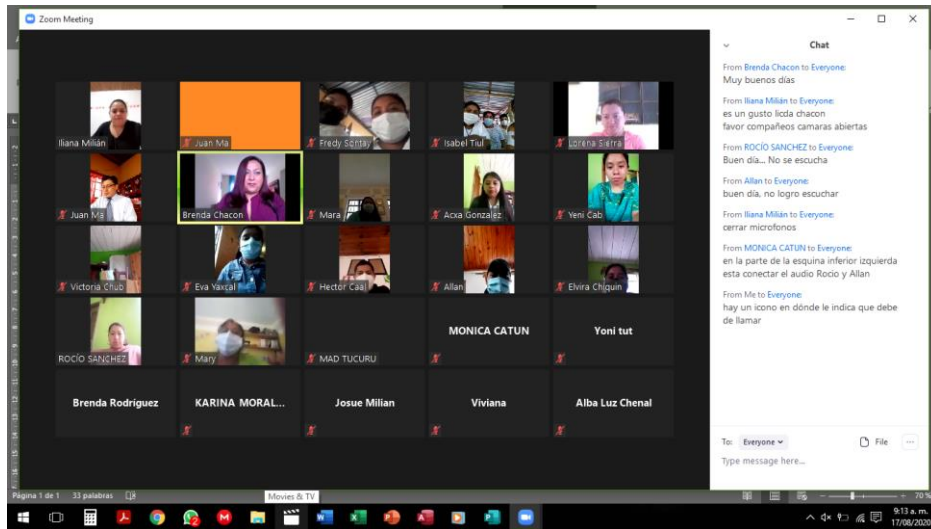 Zoom Meeting
Iliana Milián
Juan Ma
Fredy Sontay
Isabel Tiul
Lorena Sierra
Juan Ma
Brenda Chacon
Mara
Acxa Gonzalez
Yeni Cab
Victoria Chub
Eva Yaxcal
Hector Caal
Allan
Elvira Chiquin
ROCÍO SANCHEZ
Mary
MAD TUCURU
MONICA CATUN
Yoni tut
Brenda Rodriguez
KARINA MORAL...
Josue Milian
Viviana
Alba Luz Chenal
Chat
From Brenda Chacon to Everyone:
Muy buenos días
From Iliana Milián to Everyone:
es un gusto licda chacon
favor compañeos camaras abiertas
From ROCÍO SANCHEZ to Everyone:
Buen día... No se escucha
From Allan to Everyone:
buen día, no logro escuchar
From Iliana Milián to Everyone:
cerrar microfonos
From MONICA CATUN to Everyone:
en la parte de la esquina inferior izquierda
esta conectar el audio Rocio y Allan
From Me to Everyone:
hay un icono en dónde le indica que debe
de llamar
To: Everyone
File
Type message here...
Página 1 de 1 33 palabras
Movies & TV
70 %
9:13 a. m.
17/08/2020